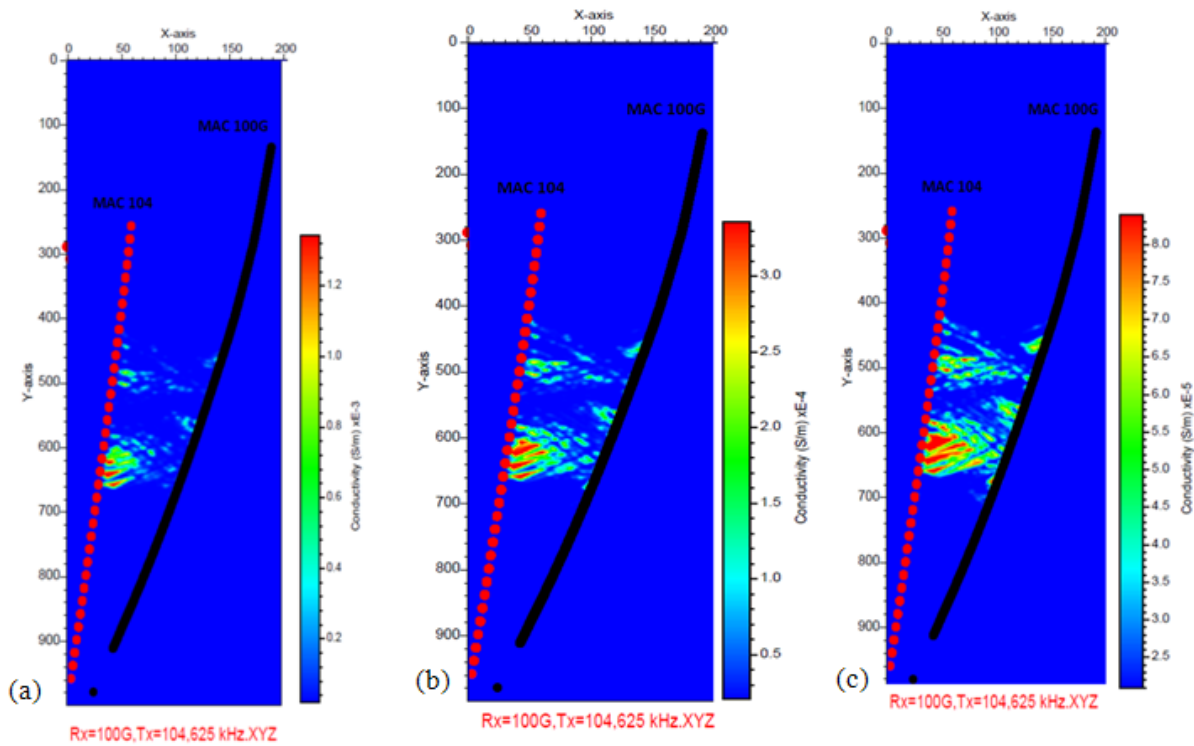 X-axis
0 50 100 150 200
0
100
200
300
400
500
600
700
800
900
Y-axis
MAC 100G
MAC 104
1.2
1.0
0.8
0.6
0.4
0.2
Conductivity (S/m) xE-3
(a)
Rx=100G,Tx=104,625 kHz.XYZ
X-axis
0 50 100 150 200
0
100
200
300
400
500
600
700
800
900
Y-axis
MAC 100G
MAC 104
3.0
2.5
2.0
1.5
1.0
0.5
Conductivity (S/m) xE-4
(b)
Rx=100G,Tx=104,625 kHz.XYZ
X-axis
0 50 100 150 200
0
100
200
300
400
500
600
700
800
900
Y-axis
MAC 100G
MAC 104
8.0
7.5
7.0
6.5
6.0
5.5
5.0
4.5
4.0
3.5
3.0
2.5
Conductivity (S/m) xE-5
(c)
Rx=100G,Tx=104,625 kHz.XYZ